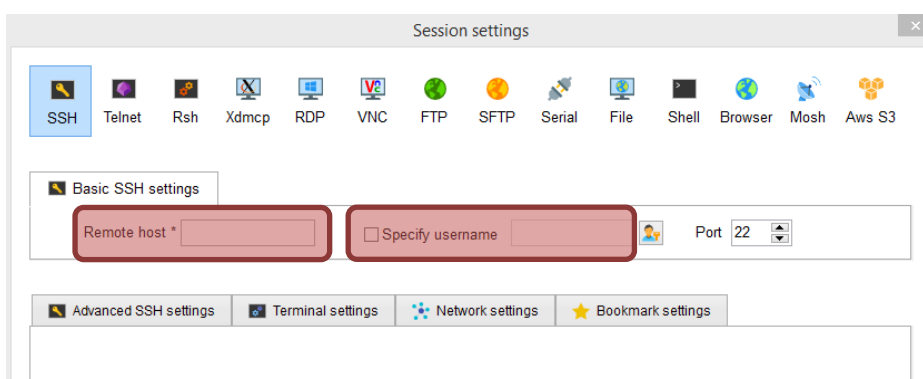 Session settings
SSH Telnet Rsh Xdmcp RDP VNC FTP SFTP Serial File Shell Browser Mosh Aws S3
Basic SSH settings
Remote host * Specify username Port 22
Advanced SSH settings Terminal settings Network settings Bookmark settings